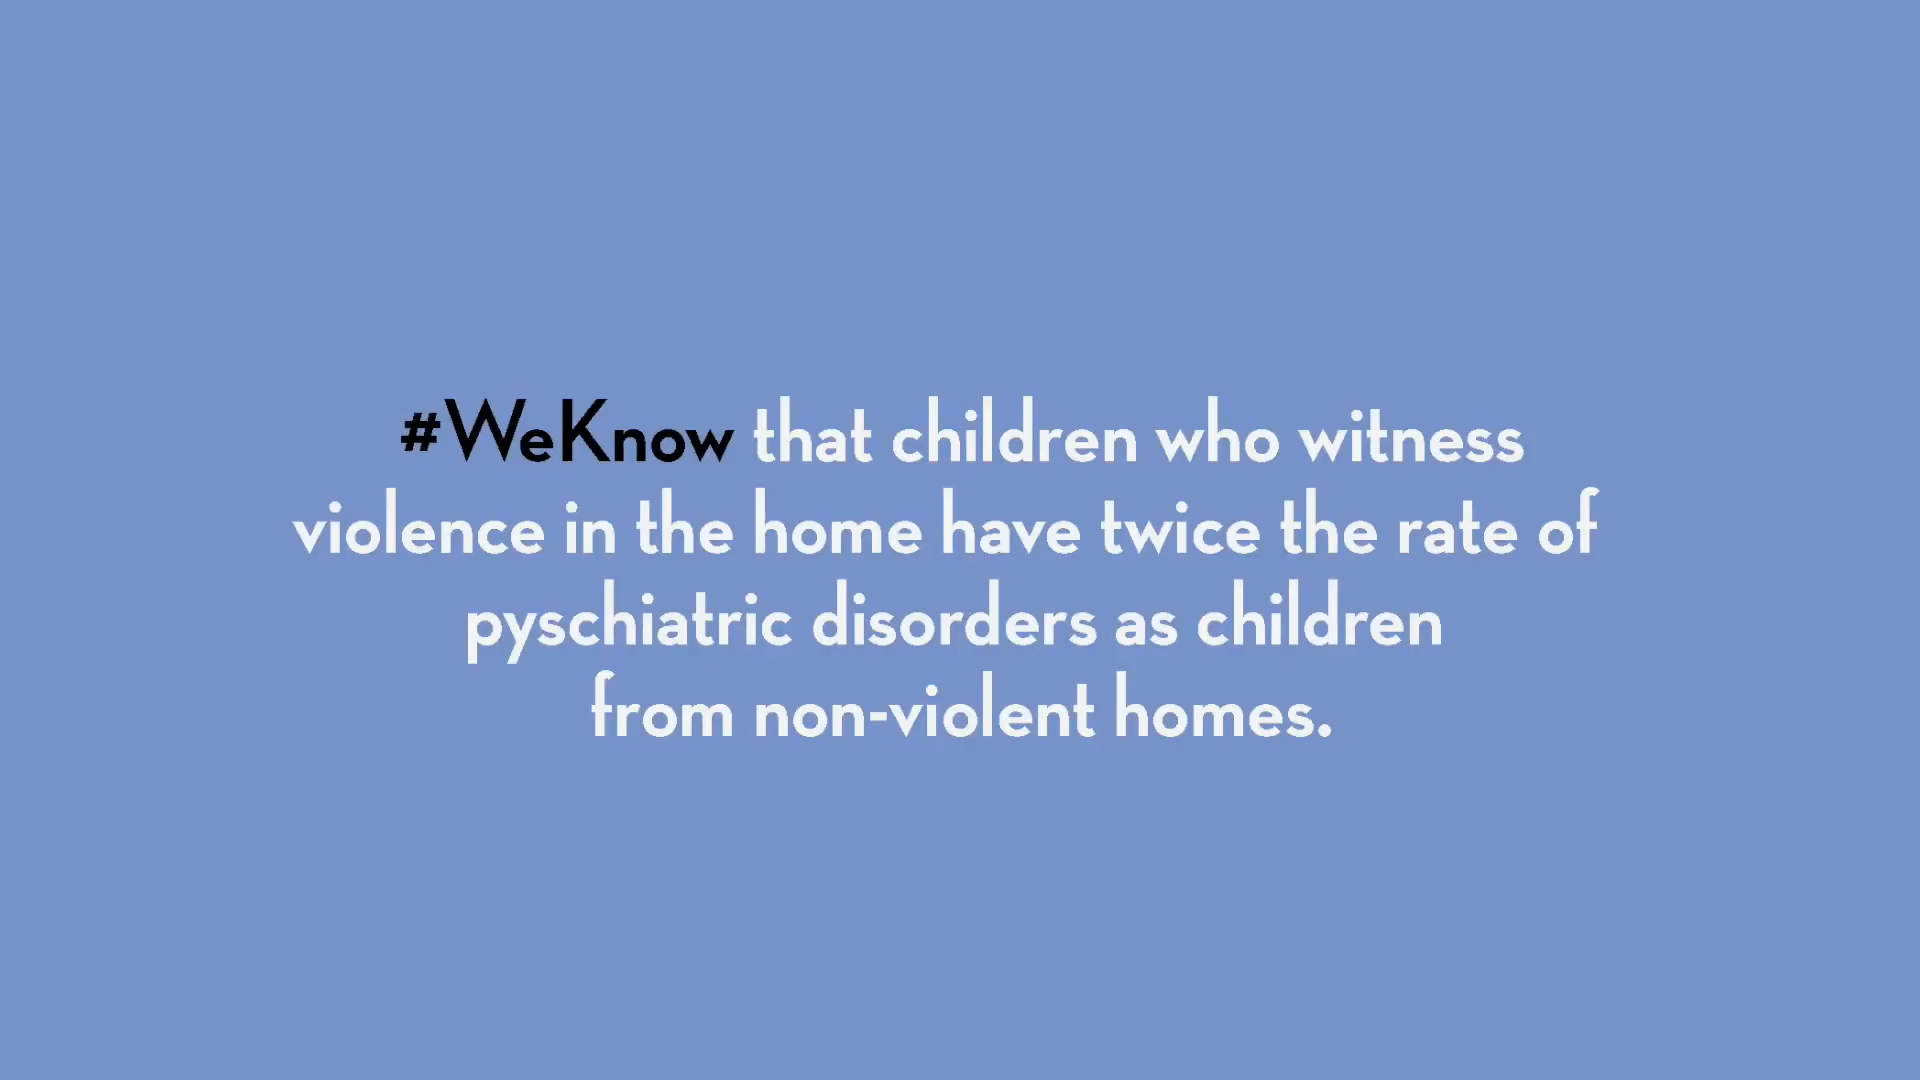 #WeKnow that children who witness
violence in the home have twice the rate of
pyschiatric disorders as children
from non-violent homes.